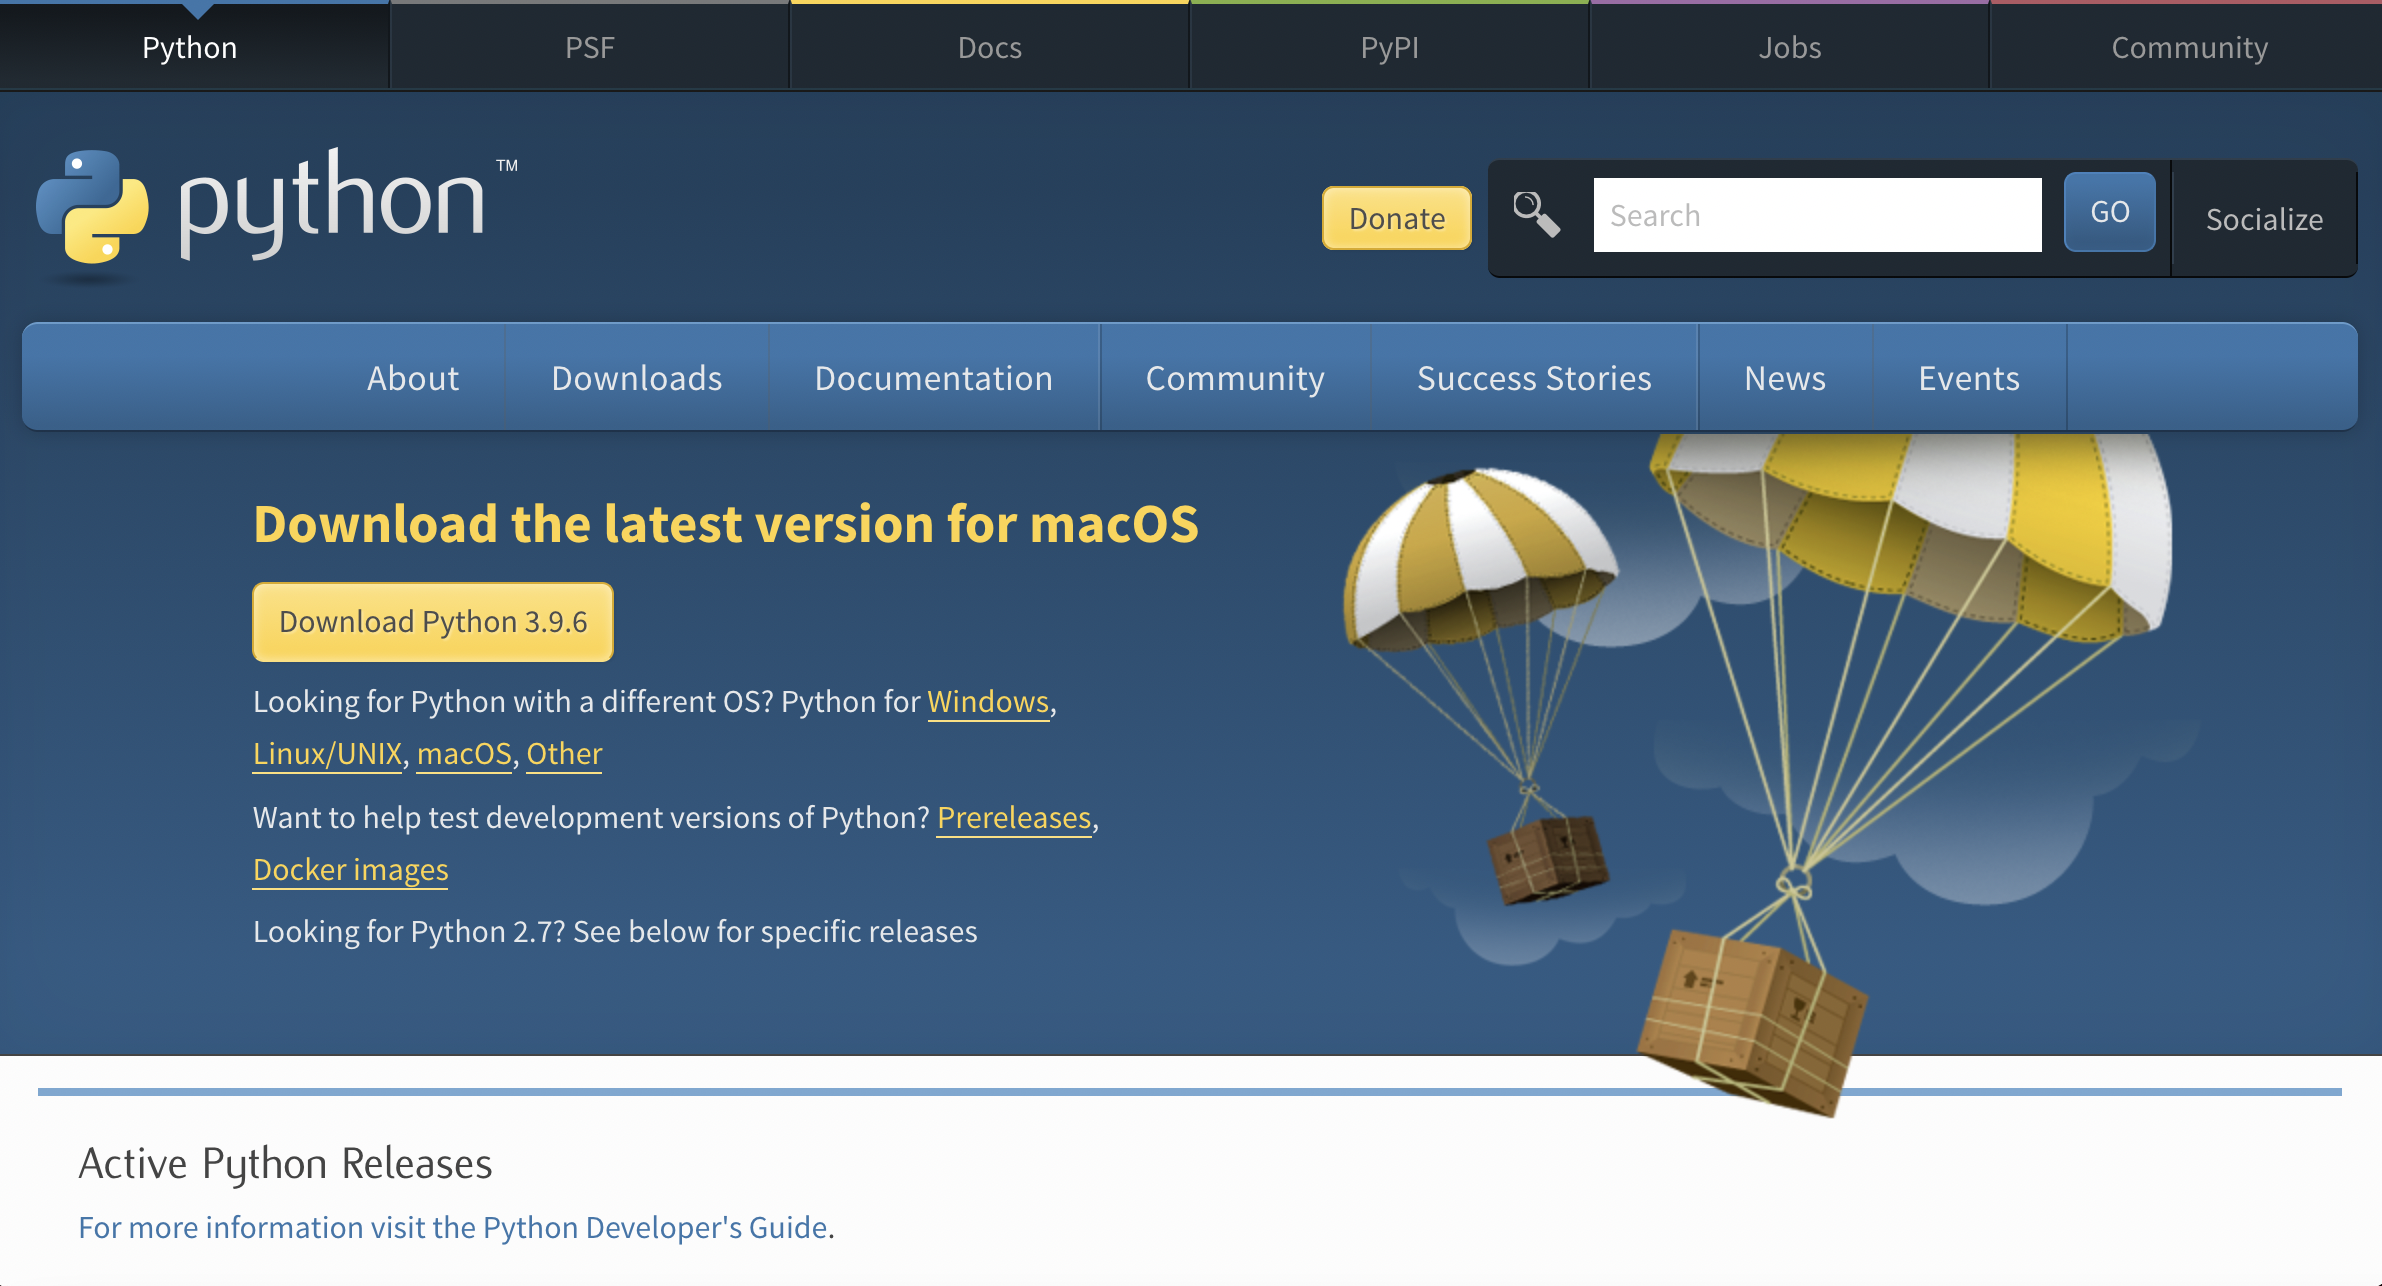 Python
PSF
Docs
PyPI
Jobs
Community
python™
Donate
Search
GO
Socialize
About
Downloads
Documentation
Community
Success Stories
News
Events
Download the latest version for macOS
Download Python 3.9.6
Looking for Python with a different OS? Python for Windows,
Linux/UNIX, macOS, Other
Want to help test development versions of Python? Prereleases,
Docker images
Looking for Python 2.7? See below for specific releases
Active Python Releases
For more information visit the Python Developer's Guide.